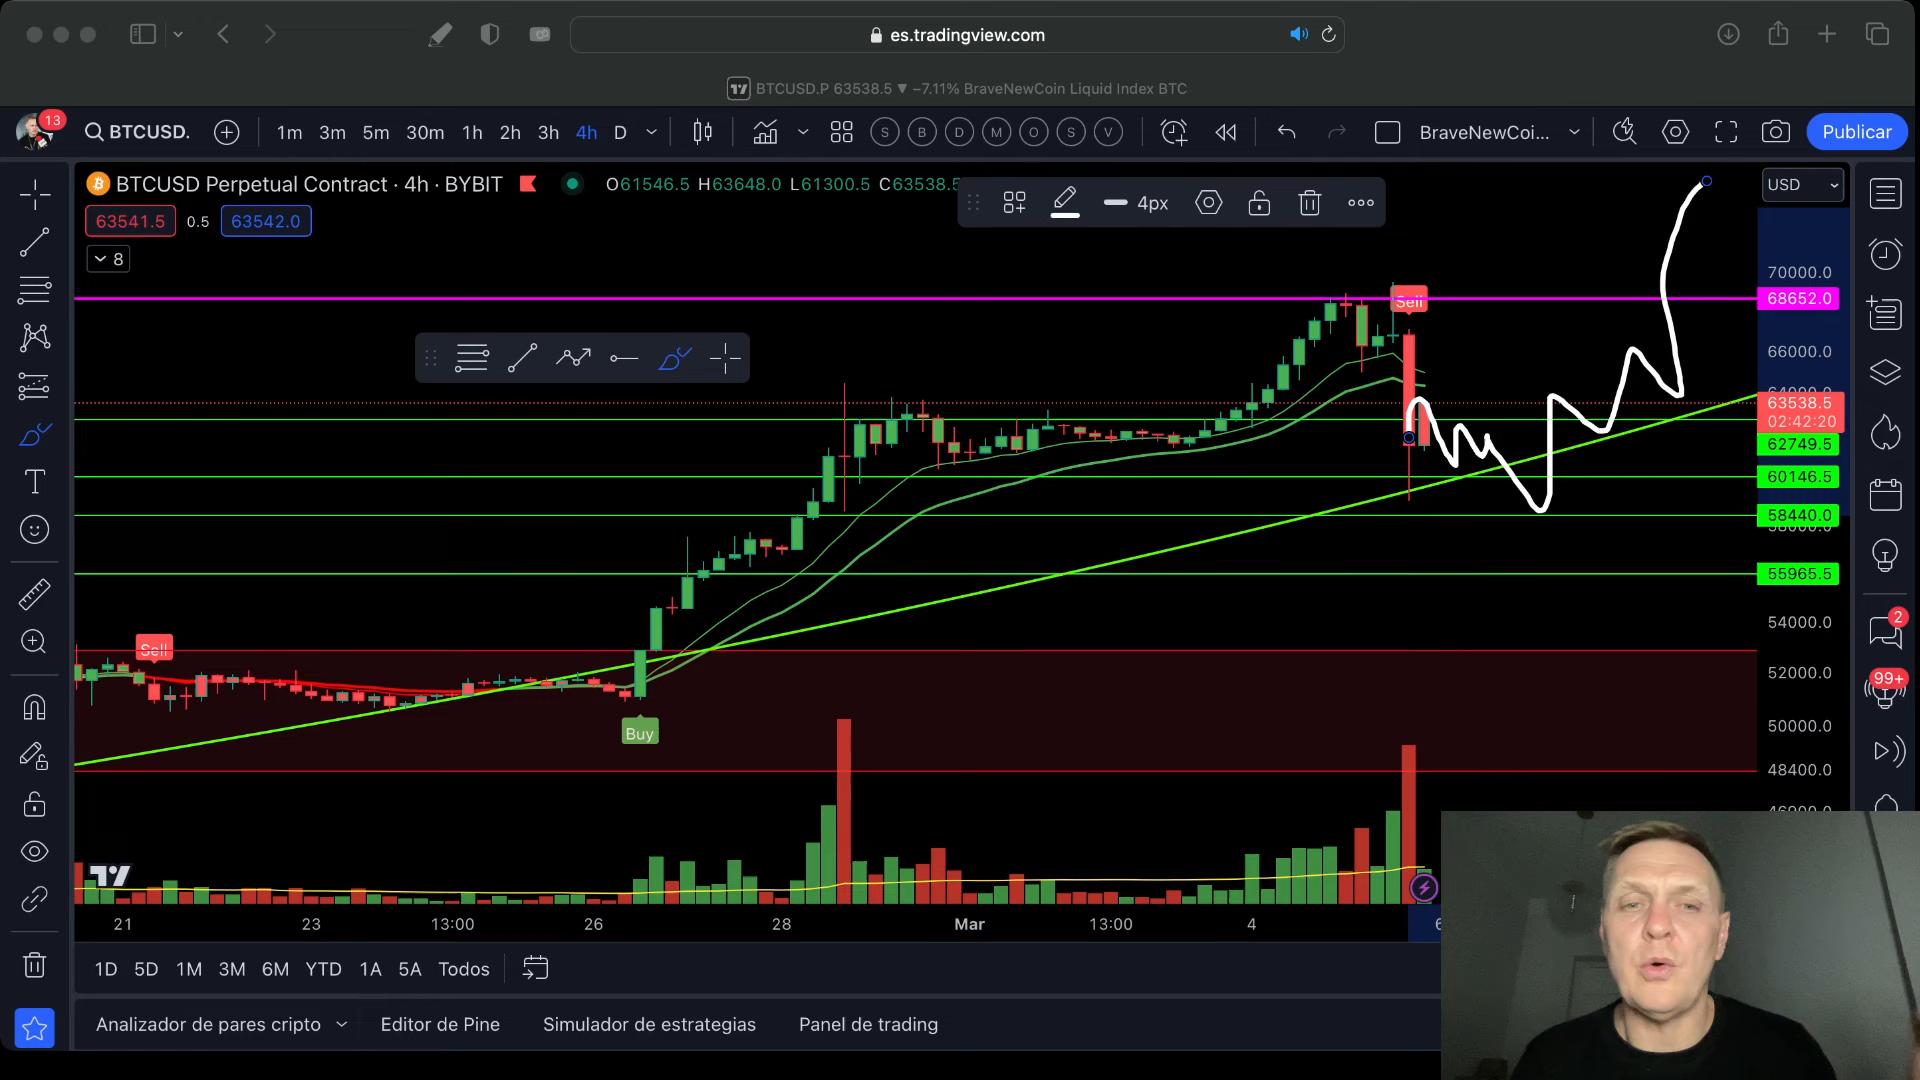 es.tradingview.com
BTCUSD.P 63538.5 ▼ −7.11% BraveNewCoin Liquid Index BTC
13
BTCUSD.
1m 3m 5m 30m 1h 2h 3h 4h D
S B D M O S V
BraveNewCoi...
Publicar
BTCUSD Perpetual Contract · 4h · BYBIT
O61546.5 H63648.0 L61300.5 C63538.5
4px
USD
63541.5 0.5 63542.0
8
70000.0
68652.0
Sell
66000.0
63538.5
02:42:20
62749.5
60146.5
58440.0
55965.5
54000.0
2
Sell
52000.0
99+
Buy
50000.0
48400.0
21 23 13:00 26 28 Mar 13:00 4
1D 5D 1M 3M 6M YTD 1A 5A Todos
Analizador de pares cripto Editor de Pine Simulador de estrategias Panel de trading